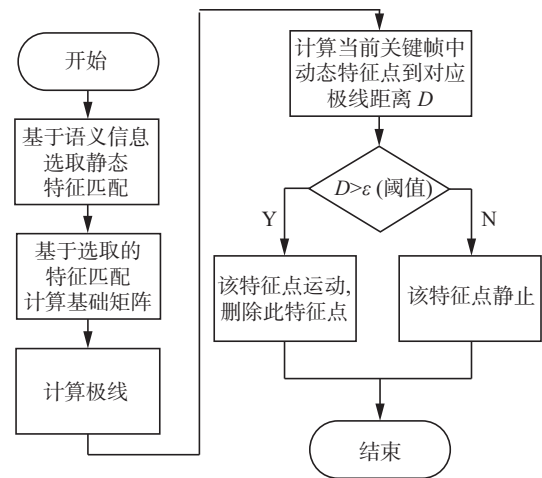 开始
基于语义信息
选取静态
特征匹配
基于选取的
特征匹配
计算基础矩阵
计算极线
计算当前关键帧中
动态特征点到对应
极线距离 D
D>ε (阈值)
Y
N
该特征点运动,
删除此特征点
该特征点静止
结束